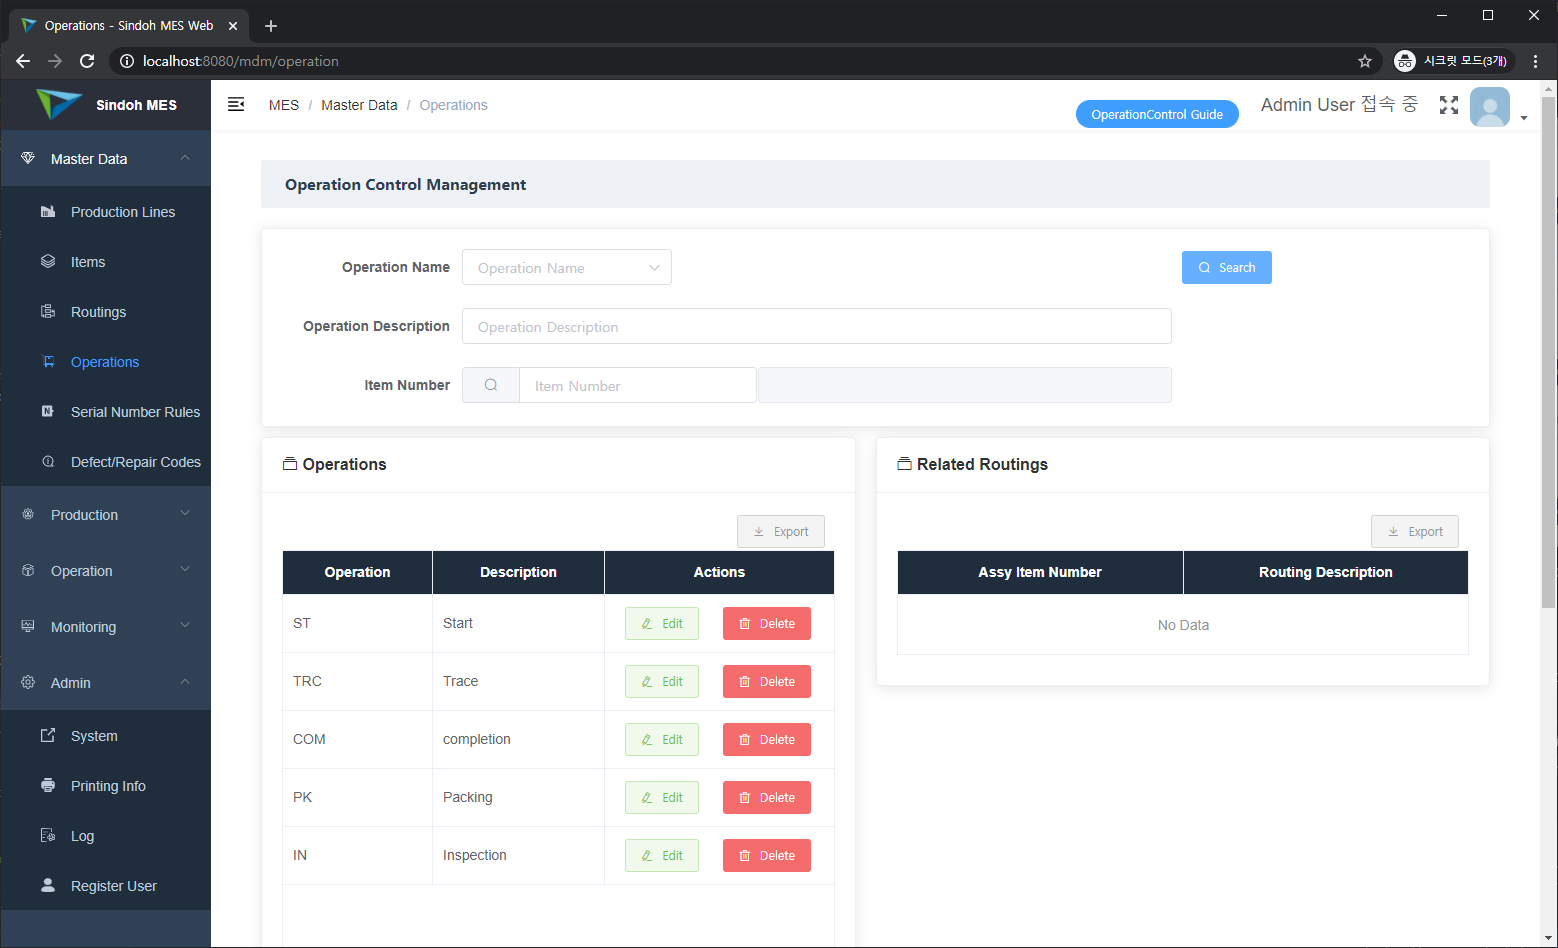 Operations - Sindoh MES Web
localhost:8080/mdm/operation
시크릿 모드(3개)
Sindoh MES
MES / Master Data / Operations
OperationControl Guide
Admin User 접속 중
Master Data
Production Lines
Items
Routings
Operations
Serial Number Rules
Defect/Repair Codes
Production
Operation
Monitoring
Admin
System
Printing Info
Log
Register User
Operation Control Management
Operation Name
Operation Name
Search
Operation Description
Operation Description
Item Number
Item Number
Operations
Export
Operation Description Actions
ST Start Edit Delete
TRC Trace Edit Delete
COM completion Edit Delete
PK Packing Edit Delete
IN Inspection Edit Delete
Related Routings
Export
Assy Item Number Routing Description
No Data